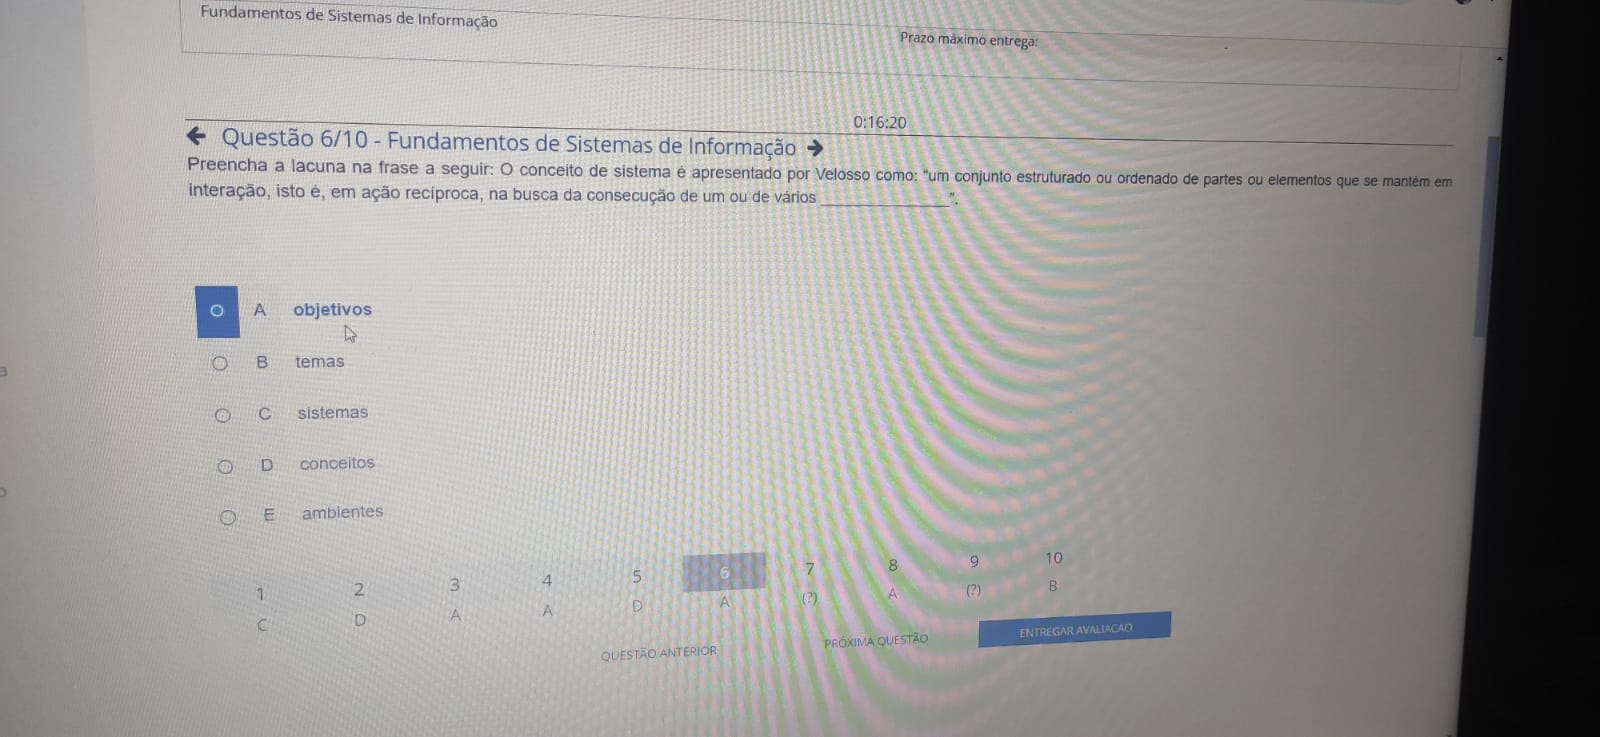 Fundamentos de Sistemas de Informação
Prazo máximo entrega:
0:16:20
← Questão 6/10 - Fundamentos de Sistemas de Informação →
Preencha a lacuna na frase a seguir: O conceito de sistema é apresentado por Velosso como: "um conjunto estruturado ou ordenado de partes ou elementos que se mantém em
interação, isto é, em ação recíproca, na busca da consecução de um ou de vários ______________".
A objetivos
B temas
C sistemas
D conceitos
E ambientes
1 2 3 4 5 6 7 8 9 10
C D A A D A (?) A (?) B
QUESTÃO ANTERIOR PRÓXIMA QUESTÃO ENTREGAR AVALIACAO